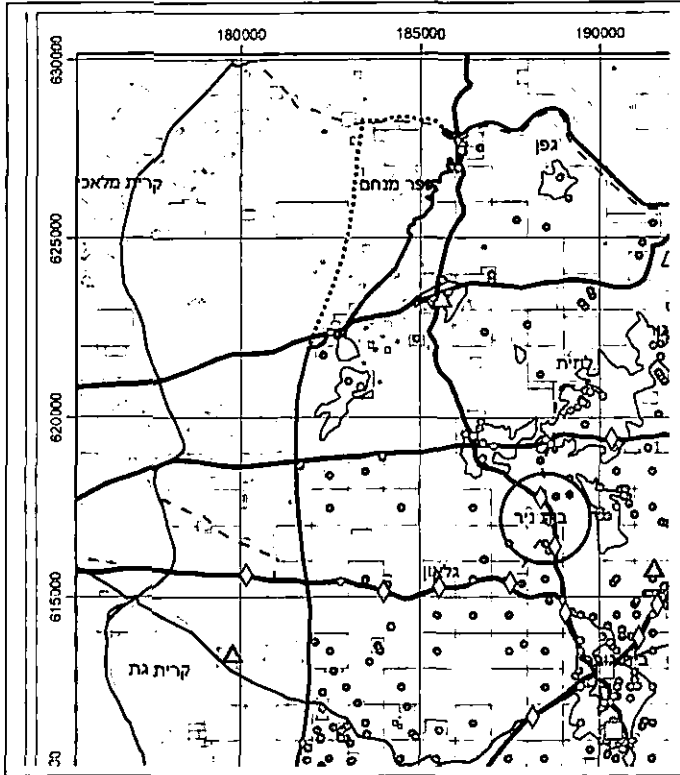 180000 185000 190000
630000
גפן
קרית מלאכי
כפר מנחם
625000
לוזית
620000
בית ניר
גלאון
615000
קרית גת